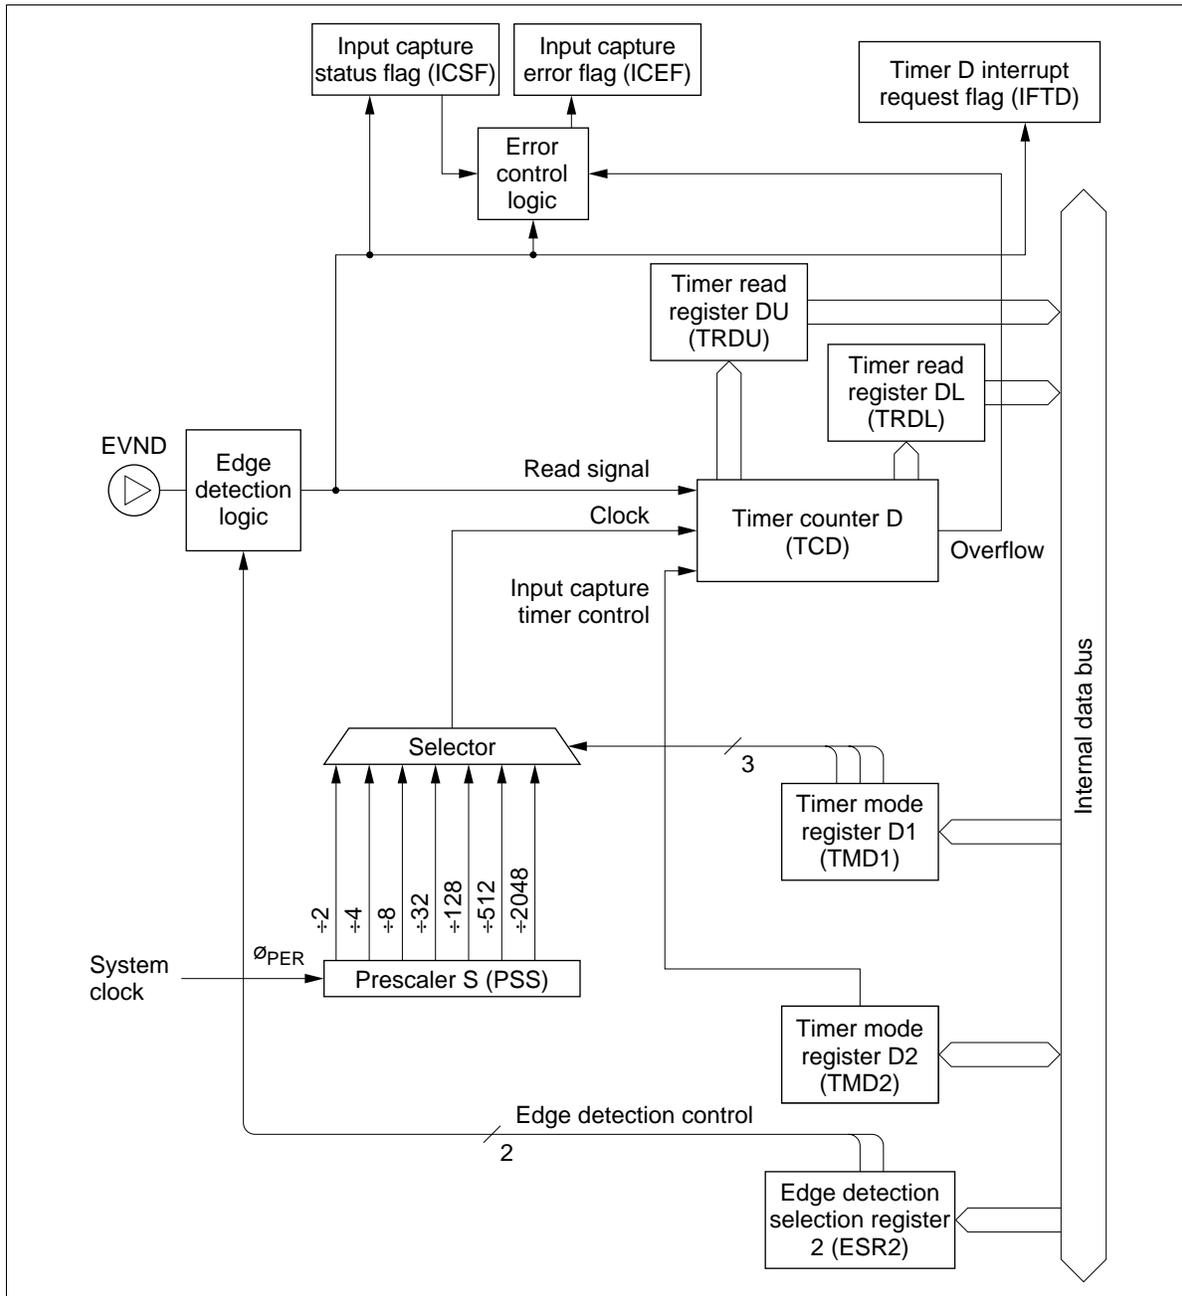 Input capture
status flag (ICSF)
Input capture
error flag (ICEF)
Timer D interrupt
request flag (IFTD)
Error
control
logic
Timer read
register DU
(TRDU)
Timer read
register DL
(TRDL)
EVND
Edge
detection
logic
Read signal
Clock
Timer counter D
(TCD)
Overflow
Input capture
timer control
Internal data bus
Selector
3
Timer mode
register D1
(TMD1)
÷2
÷4
÷8
÷32
÷128
÷512
÷2048
System
clock
øPER
Prescaler S (PSS)
Timer mode
register D2
(TMD2)
Edge detection control
2
Edge detection
selection register
2 (ESR2)